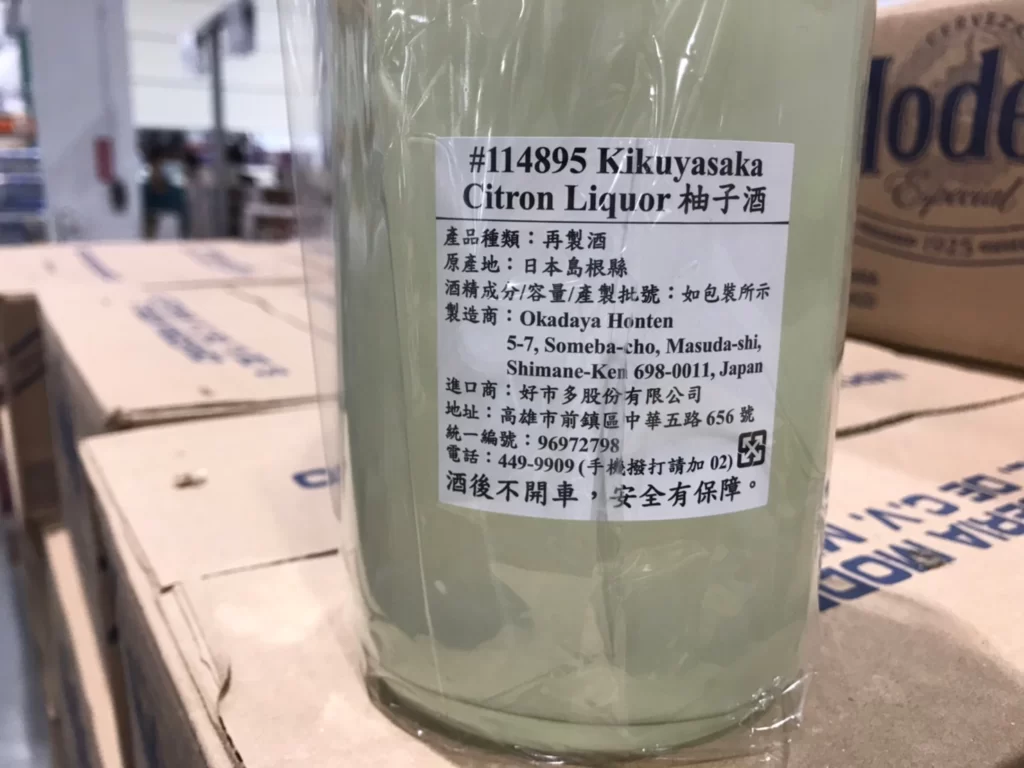 #114895 Kikuyasaka
Citron Liquor 柚子酒
產品種類：再製酒
原產地：日本島根縣
酒精成分/容量/產製批號：如包裝所示
製造商：Okadaya Honten
5-7, Someba-cho, Masuda-shi,
Shimane-Ken 698-0011, Japan
進口商：好市多股份有限公司
地址：高雄市前鎮區中華五路 656 號
統一編號：96972798
電話：449-9909 (手機撥打請加 02)
酒後不開車，安全有保障。
Especial
1925
DE C.V.